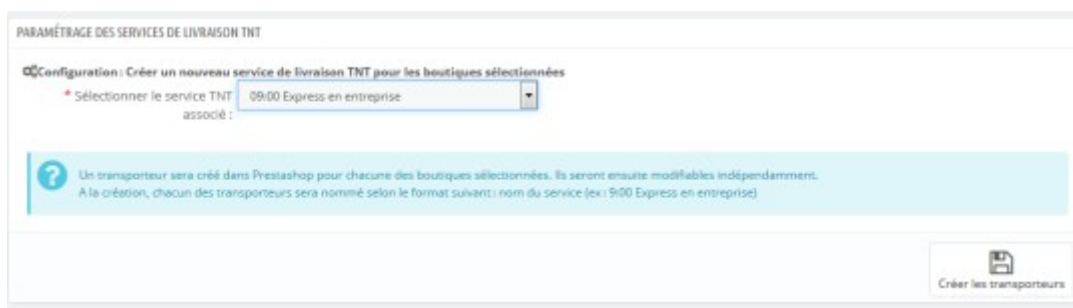 PARAMÉTRAGE DES SERVICES DE LIVRAISON TNT
Configuration : Créer un nouveau service de livraison TNT pour les boutiques sélectionnées
* Sélectionner le service TNT
associé :
09:00 Express en entreprise
Un transporteur sera créé dans Prestashop pour chacune des boutiques sélectionnées. Ils seront ensuite modifiables indépendamment.
A la création, chacun des transporteurs sera nommé selon le format suivant : nom du service (ex : 9:00 Express en entreprise)
Créer les transporteurs